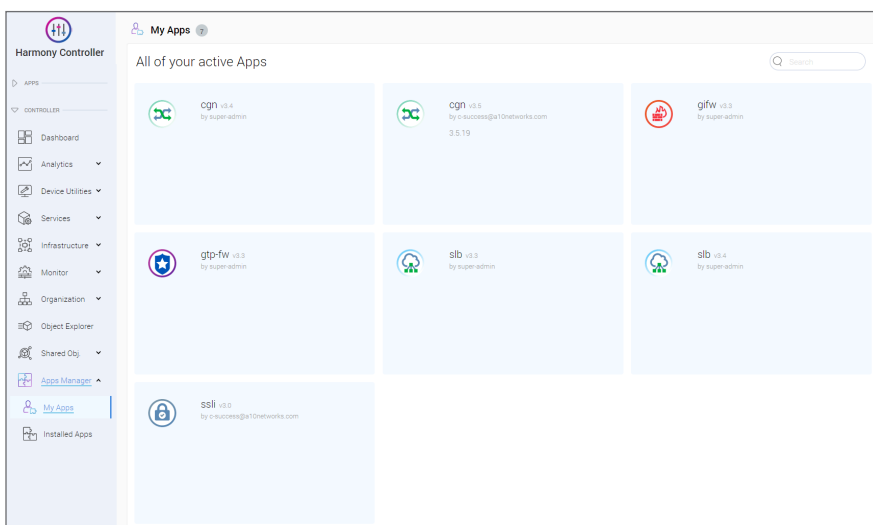 Harmony Controller
APPS
CONTROLLER
Dashboard
Analytics
Device Utilities
Services
Infrastructure
Monitor
Organization
Object Explorer
Shared Obj.
Apps Manager
My Apps
Installed Apps
My Apps 7
All of your active Apps
Search
cgn v3.4
by super-admin
cgn v3.5
by c-success@a10networks.com
3.5.19
gifw v3.3
by super-admin
gtp-fw v3.3
by super-admin
slb v3.3
by super-admin
slb v3.4
by super-admin
ssli v3.0
by c-success@a10networks.com